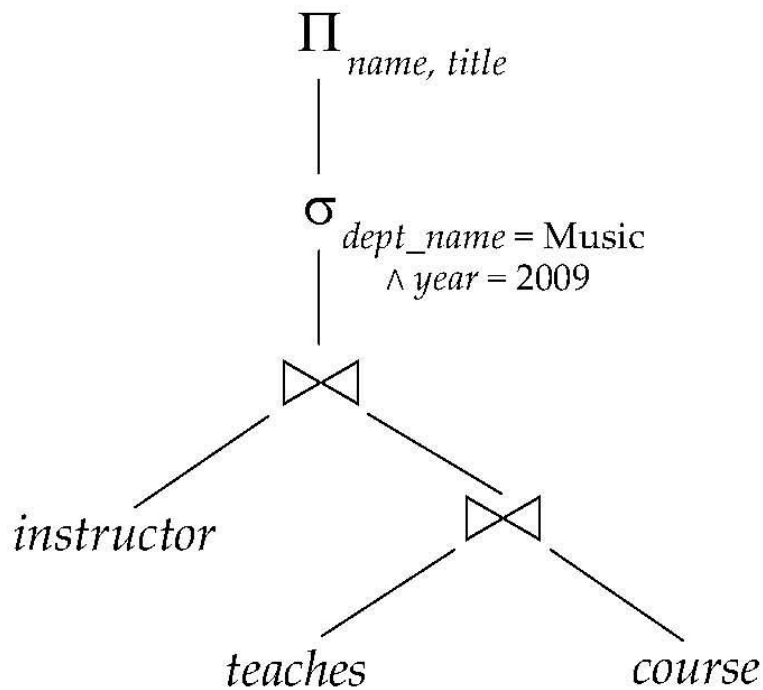 Π name, title
σ dept_name = Music
∧ year = 2009
⋈
instructor
⋈
teaches
course